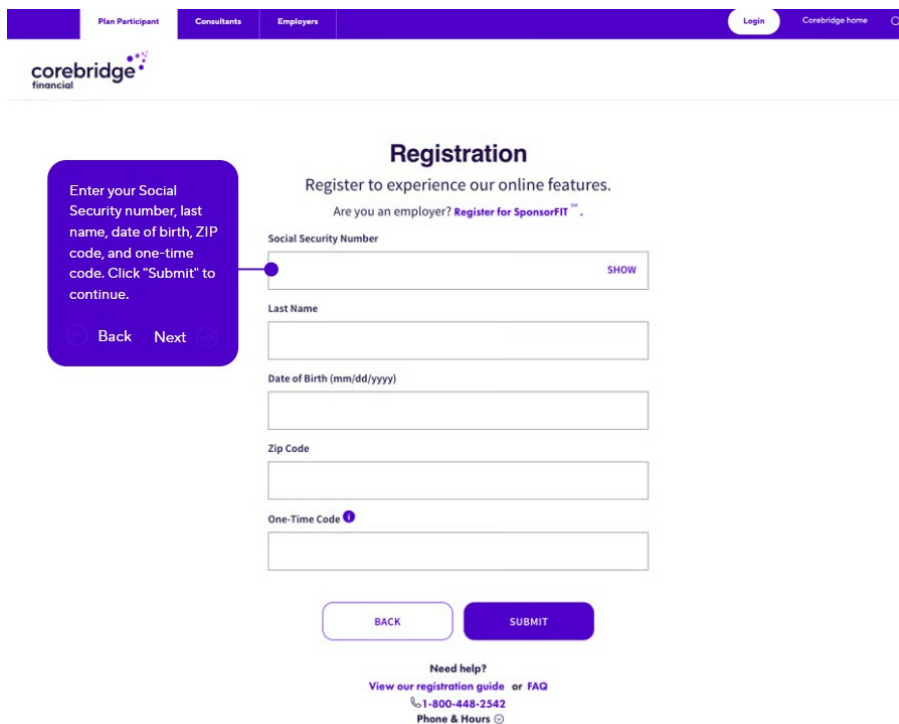 Plan Participant Consultants Employers Login Corebridge home
corebridge
financial
Registration
Register to experience our online features.
Are you an employer? Register for SponsorFIT™.
Enter your Social
Security number, last
name, date of birth, ZIP
code, and one-time
code. Click "Submit" to
continue.
Back Next
Social Security Number
SHOW
Last Name
Date of Birth (mm/dd/yyyy)
Zip Code
One-Time Code i
BACK SUBMIT
Need help?
View our registration guide or FAQ
1-800-448-2542
Phone & Hours